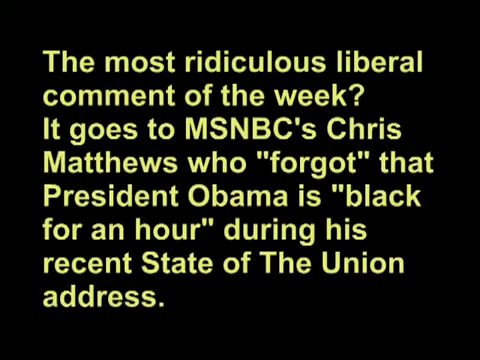 The most ridiculous liberal
comment of the week?
It goes to MSNBC's Chris
Matthews who "forgot" that
President Obama is "black
for an hour" during his
recent State of The Union
address.